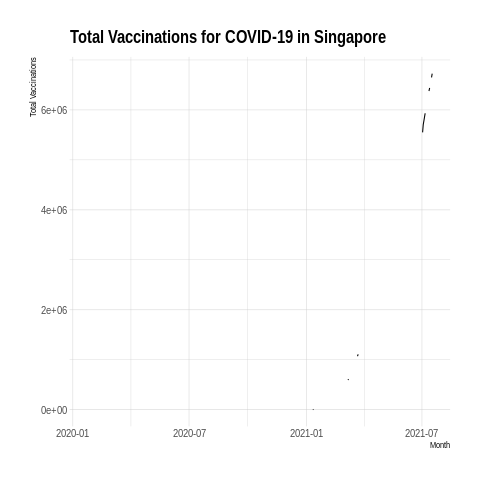 Total Vaccinations for COVID-19 in Singapore
Total Vaccinations
6e+06
4e+06
2e+06
0e+00
2020-01 2020-07 2021-01 2021-07
Month